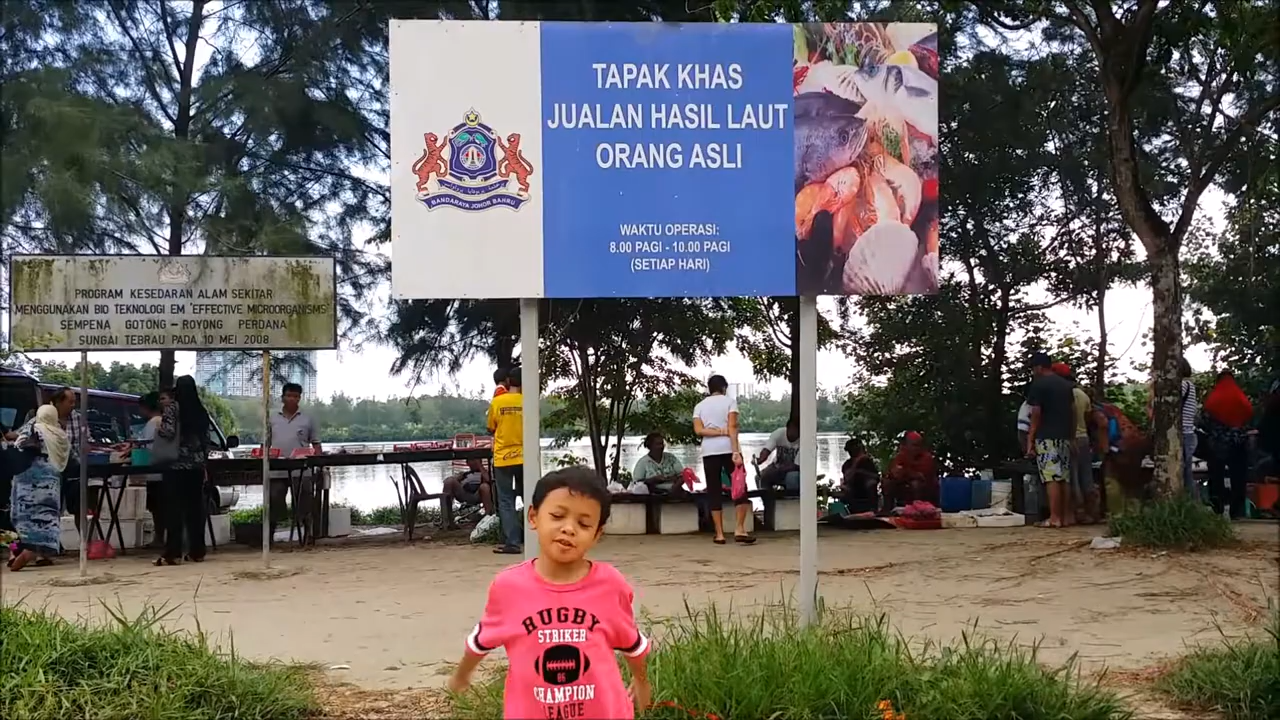 PROGRAM KESEDARAN ALAM SEKITAR
MENGGUNAKAN BIO TEKNOLOGI EM 'EFFECTIVE MICROORGANISMS'
SEMPENA GOTONG - ROYONG PERDANA
SUNGAI TEBRAU PADA 10 MEI 2008
BANDARAYA JOHOR BAHRU
TAPAK KHAS
JUALAN HASIL LAUT
ORANG ASLI
WAKTU OPERASI:
8.00 PAGI - 10.00 PAGI
(SETIAP HARI)
RUGBY
STRIKER
86
CHAMPION
LEAGUE